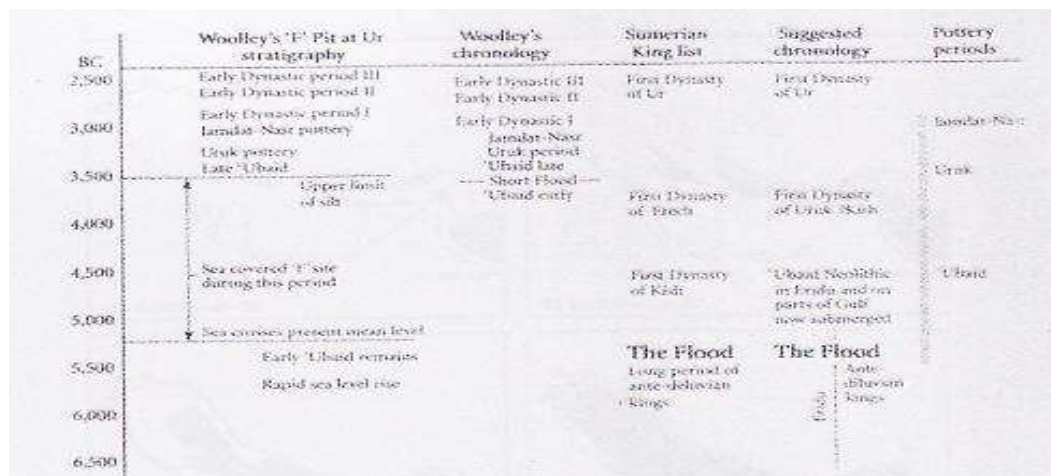 BC
Woolley's 'F' Pit at Ur
stratigraphy
Woolley's
chronology
Sumerian
King list
Suggested
chronology
Pottery
periods
2,500
3,000
3,500
4,000
4,500
5,000
5,500
6,000
6,500
Early Dynastic period III
Early Dynastic period II
Early Dynastic period I
Jamdat-Nasr pottery
Uruk pottery
Late 'Ubaid
Upper limit
of silt
Sea covered 'F' site
during this period
Sea crosses present mean level
Early 'Ubaid remains
Rapid sea level rise
Early Dynastic III
Early Dynastic II
Early Dynastic I
Jamdat-Nasr
Uruk period
'Ubaid late
Short Flood
'Ubaid early
First Dynasty
of Ur
First Dynasty
of Erech
First Dynasty
of
The Flood
Long period of
ante-deluvian
kings
First Dynasty
of Ur
First Dynasty
of Uruk
'Ubaid Neolithic
in Eridu and on
parts of Gulf
now submerged
The Flood
Eridu
Ante
diluvian
kings
Jamdat-Nasr
Uruk
Ubaid